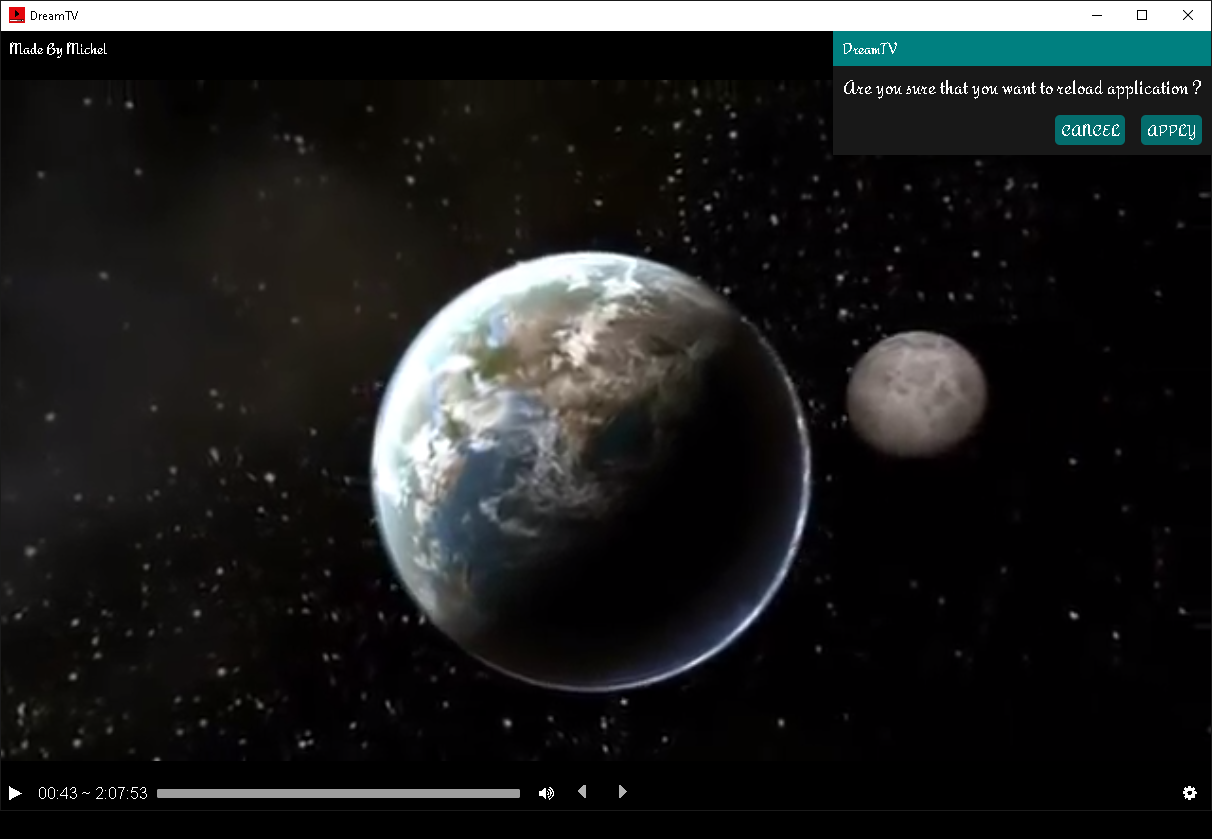 DreamTV
Made By Michel
DreamTV
Are you sure that you want to reload application ?
CANCEL APPLY
00:43 ~ 2:07:53